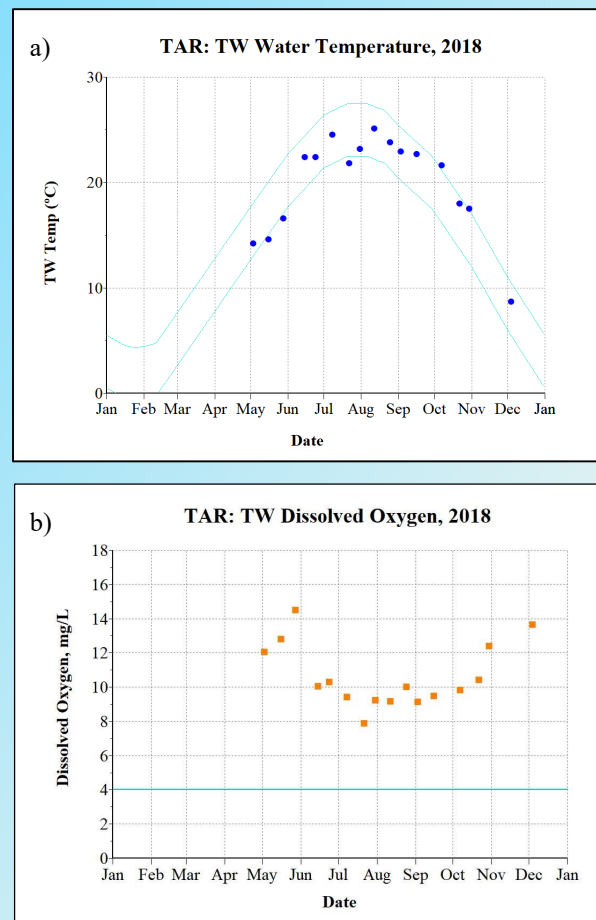 a)
TAR: TW Water Temperature, 2018
TW Temp (ºC)
30
20
10
0
Jan Feb Mar Apr May Jun Jul Aug Sep Oct Nov Dec Jan
Date
b)
TAR: TW Dissolved Oxygen, 2018
Dissolved Oxygen, mg/L
18
16
14
12
10
8
6
4
2
0
Jan Feb Mar Apr May Jun Jul Aug Sep Oct Nov Dec Jan
Date